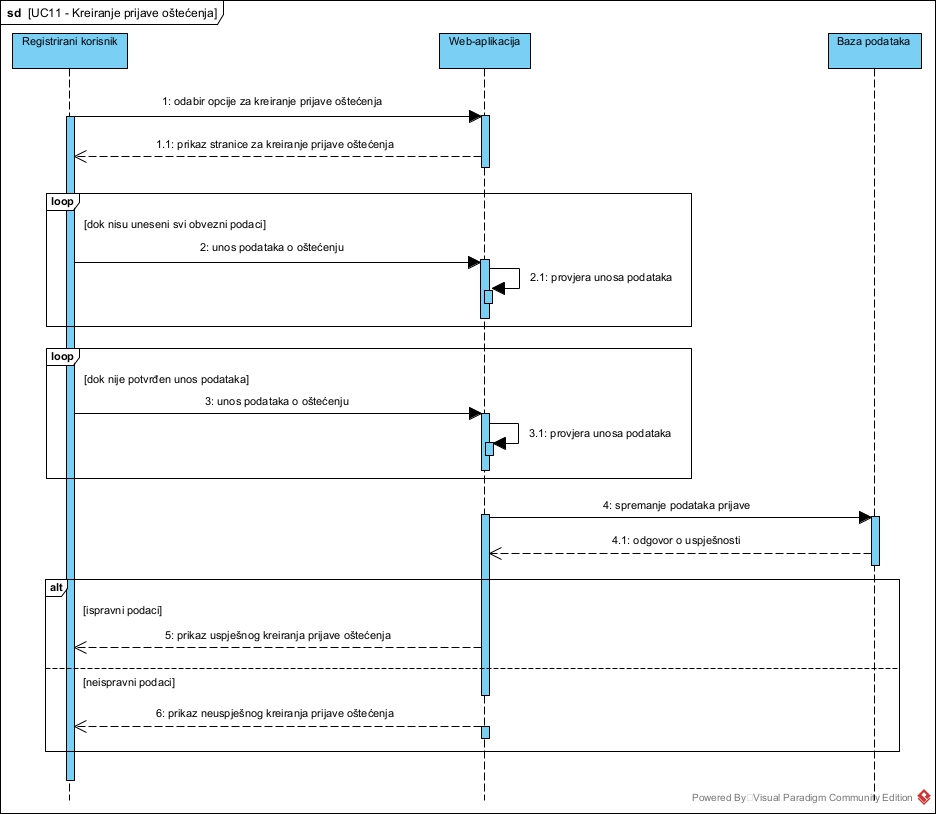 sd [UC11 - Kreiranje prijave oštećenja]
Registrirani korisnik
Web-aplikacija
Baza podataka
1: odabir opcije za kreiranje prijave oštećenja
1.1: prikaz stranice za kreiranje prijave oštećenja
loop
[dok nisu uneseni svi obvezni podaci]
2: unos podataka o oštećenju
2.1: provjera unosa podataka
loop
[dok nije potvrđen unos podataka]
3: unos podataka o oštećenju
3.1: provjera unosa podataka
4: spremanje podataka prijave
4.1: odgovor o uspješnosti
alt
[ispravni podaci]
5: prikaz uspješnog kreiranja prijave oštećenja
[neispravni podaci]
6: prikaz neuspješnog kreiranja prijave oštećenja
Powered By Visual Paradigm Community Edition